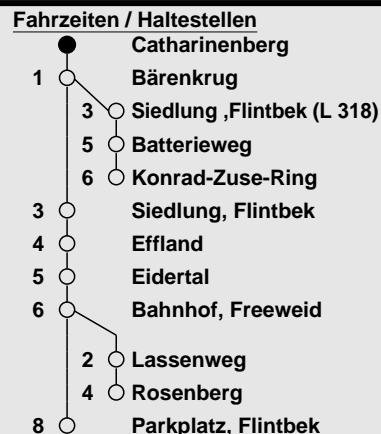 Fahrzeiten / Haltestellen
Catharinenberg
1 Bärenkrug
3 Siedlung ,Flintbek (L 318)
5 Batterieweg
6 Konrad-Zuse-Ring
3 Siedlung, Flintbek
4 Effland
5 Eidertal
6 Bahnhof, Freeweid
2 Lassenweg
4 Rosenberg
8 Parkplatz, Flintbek